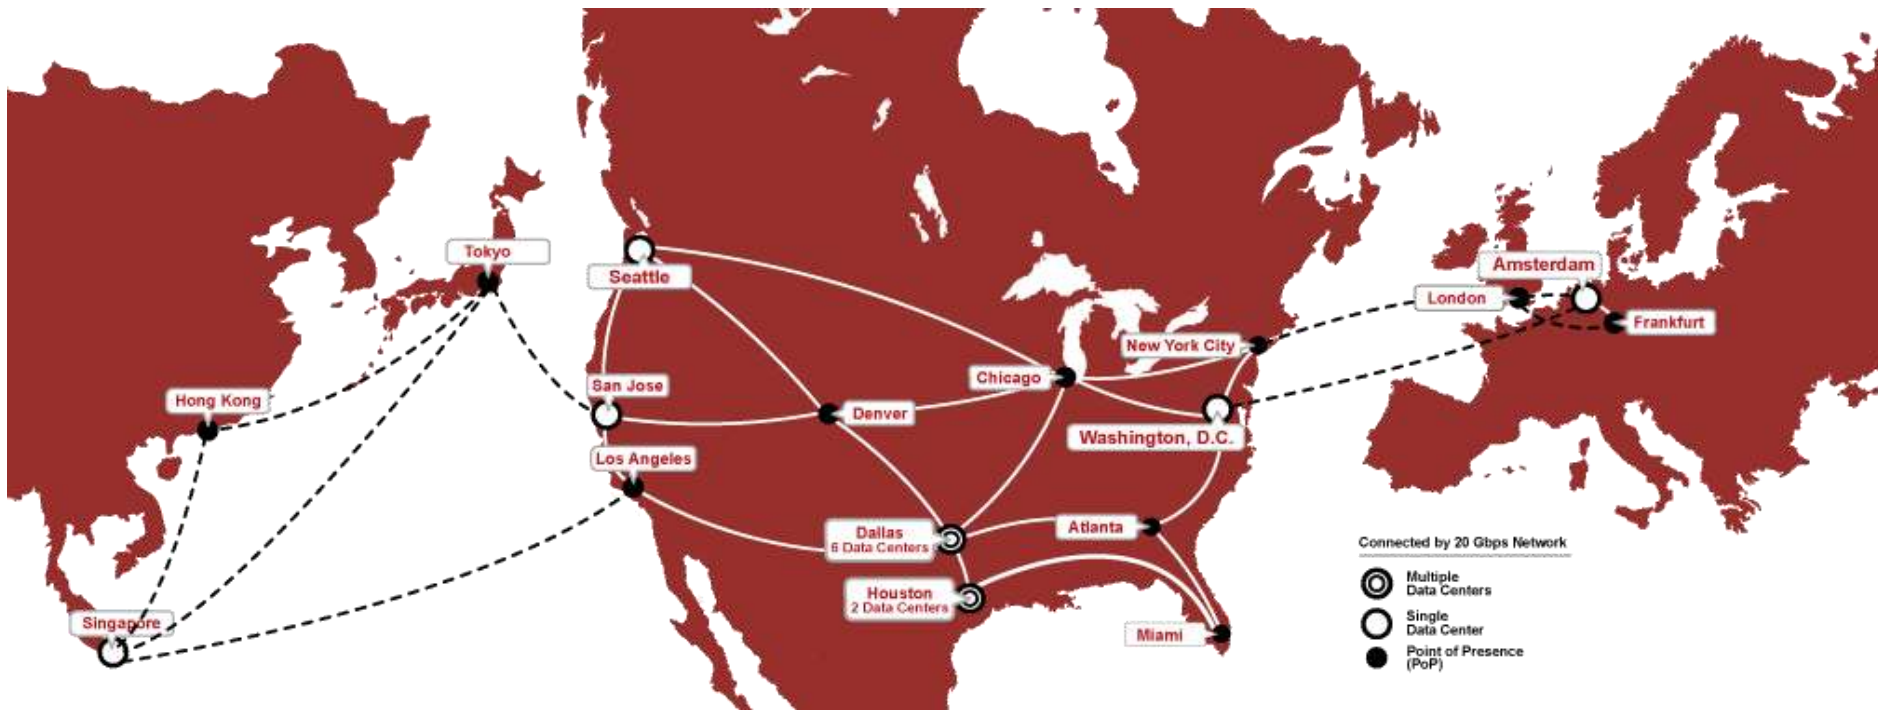 Tokyo
Hong Kong
Singapore
Seattle
San Jose
Los Angeles
Denver
Chicago
New York City
Washington, D.C.
Dallas
6 Data Centers
Houston
2 Data Centers
Atlanta
Miami
Amsterdam
London
Frankfurt
Connected by 20 Gbps Network
Multiple
Data Centers
Single
Data Center
Point of Presence
(PoP)